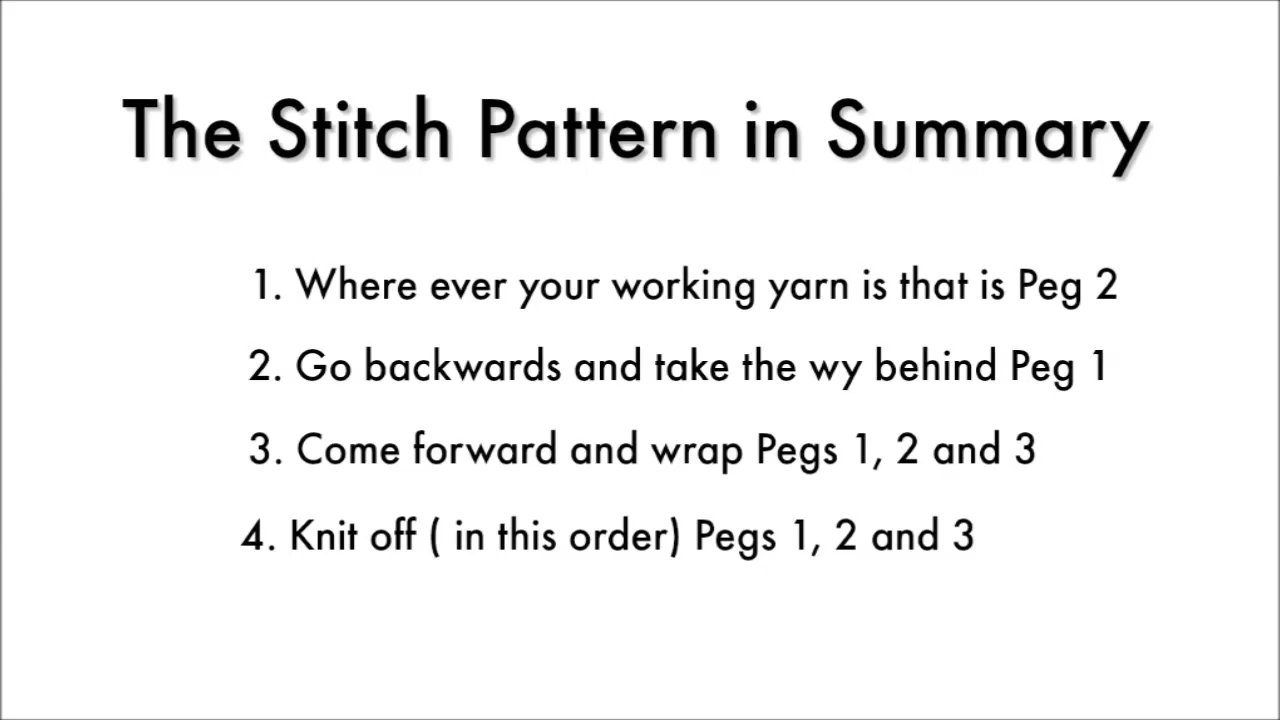 The Stitch Pattern in Summary
1. Where ever your working yarn is that is Peg 2
2. Go backwards and take the wy behind Peg 1
3. Come forward and wrap Pegs 1, 2 and 3
4. Knit off ( in this order) Pegs 1, 2 and 3